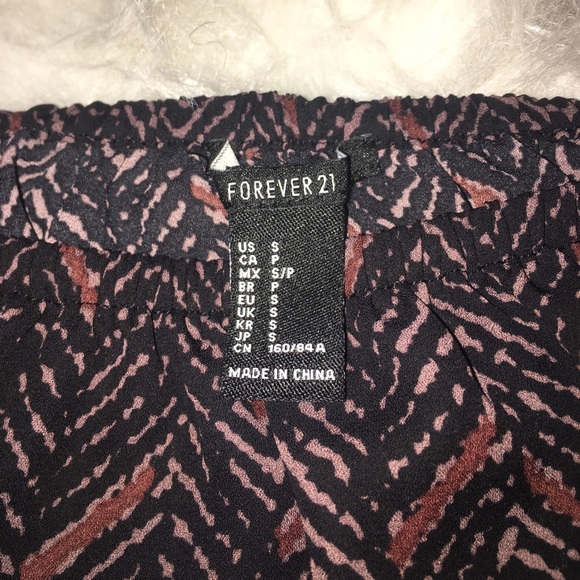 FOREVER 21
US S
CA P
MX S/P
BR P
EU S
UK S
KR S
JP S
CN 160/84A
MADE IN CHINA